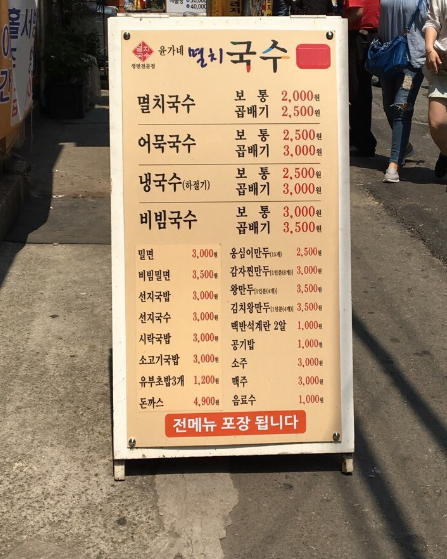 멸치국수
생면전문점
윤가네 멸치 국수
멸치국수 보통 2,000원
곱배기 2,500원
어묵국수 보통 2,500원
곱배기 3,000원
냉국수(하절기) 보통 2,500원
곱배기 3,000원
비빔국수 보통 3,000원
곱배기 3,500원
밀면 3,000원
비빔밀면 3,500원
선지국밥 3,000원
선지국수 3,000원
시락국밥 3,000원
소고기국밥 3,000원
유부초밥3개 1,200원
돈까스 4,900원
옹심이만두 2,500원
감자찐만두 3,000원
왕만두 3,500원
김치왕만두 3,500원
맥반석계란 2알 1,000원
공기밥 1,000원
소주 3,000원
맥주 3,000원
음료수 1,000원
전메뉴 포장 됩니다